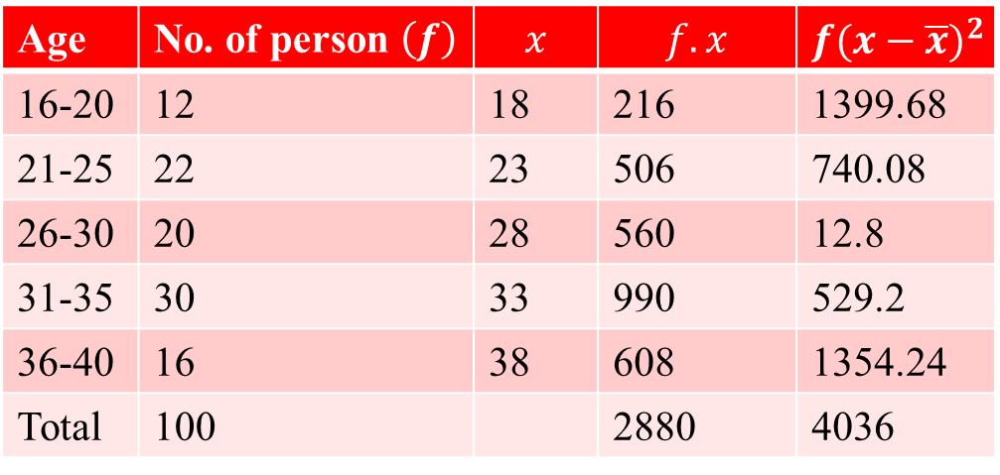 Age No. of person (f) x f.x f(x − x̅)²
16-20 12 18 216 1399.68
21-25 22 23 506 740.08
26-30 20 28 560 12.8
31-35 30 33 990 529.2
36-40 16 38 608 1354.24
Total 100 2880 4036